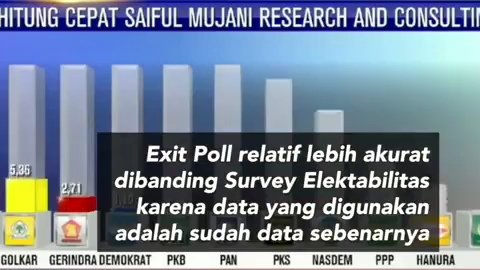 HITUNG CEPAT SAIFUL MUJANI RESEARCH AND CONSULTIN
5,36
2,71
Exit Poll relatif lebih akurat
dibanding Survey Elektabilitas
karena data yang digunakan
adalah sudah data sebenarnya
GOLKAR GERINDRA DEMOKRAT PKB PAN PKS NASDEM PPP HANURA